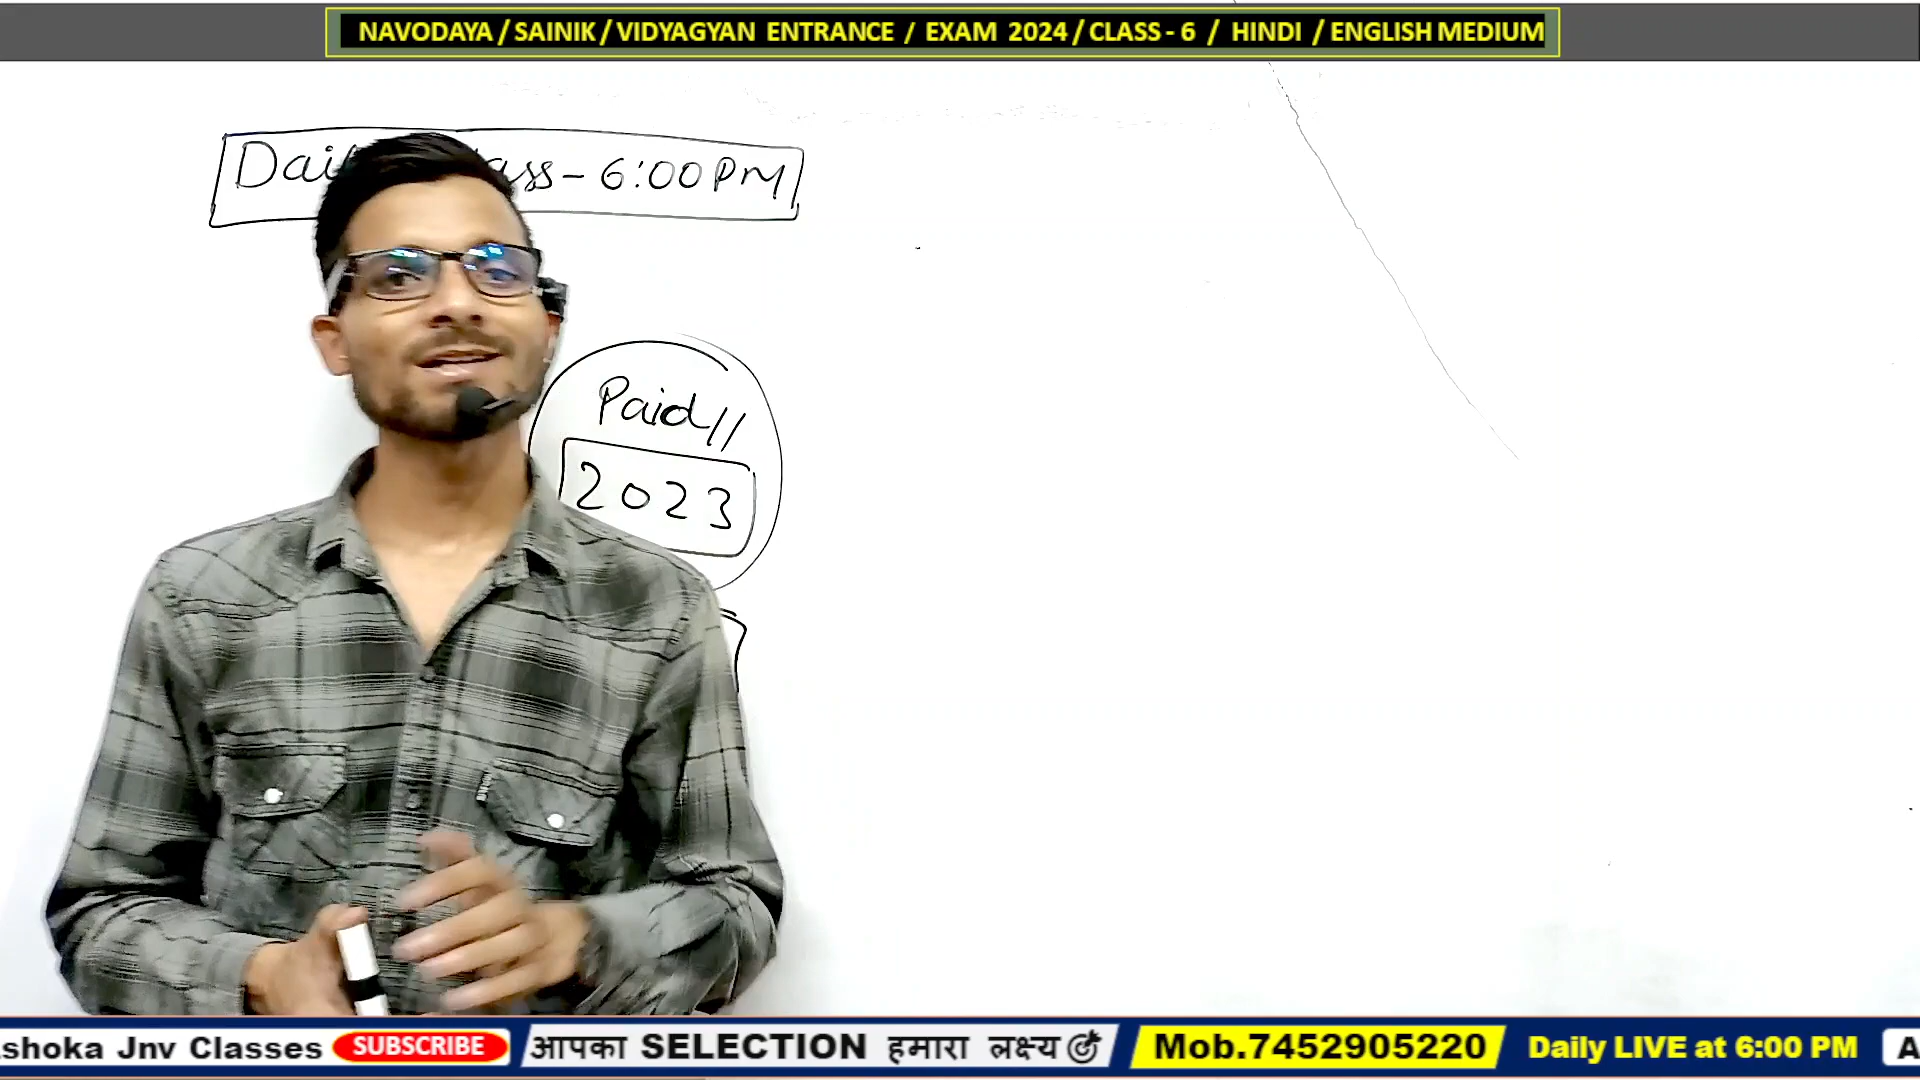 NAVODAYA / SAINIK / VIDYAGYAN ENTRANCE / EXAM 2024 / CLASS - 6 / HINDI / ENGLISH MEDIUM
Dai ass - 6:00 PM
Paid //
2023
shoka Jnv Classes SUBSCRIBE आपका SELECTION हमारा लक्ष्य Mob.7452905220 Daily LIVE at 6:00 PM A